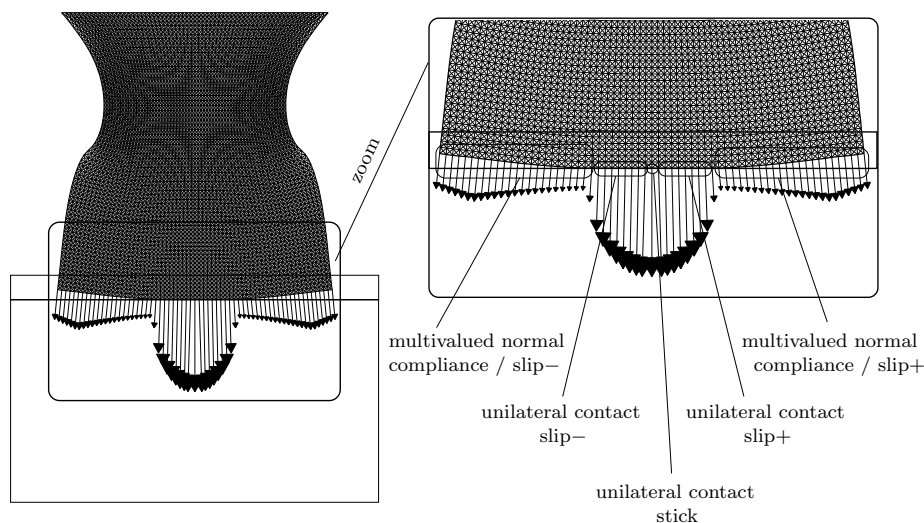 zoom
multivalued normal
compliance / slip−
multivalued normal
compliance / slip+
unilateral contact
slip−
unilateral contact
slip+
unilateral contact
stick